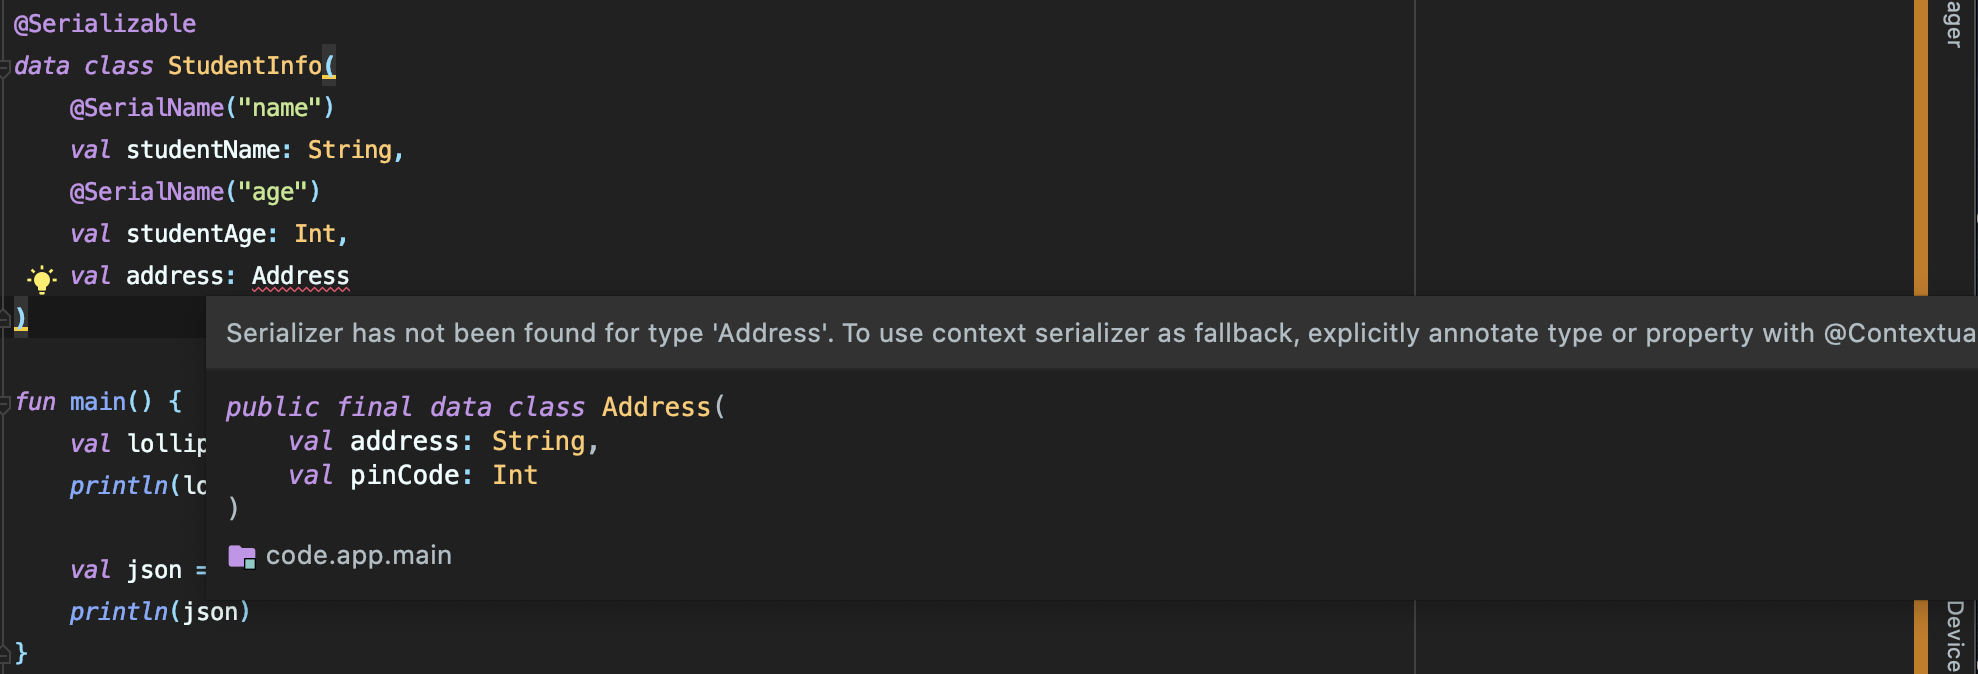 @Serializable
data class StudentInfo(
@SerialName("name")
val studentName: String,
@SerialName("age")
val studentAge: Int,
val address: Address
)
Serializer has not been found for type 'Address'. To use context serializer as fallback, explicitly annotate type or property with @Contextua
public final data class Address(
val address: String,
val pinCode: Int
)
code.app.main
fun main() {
val lollip
println(lo
val json =
println(json)
}
ager
Device